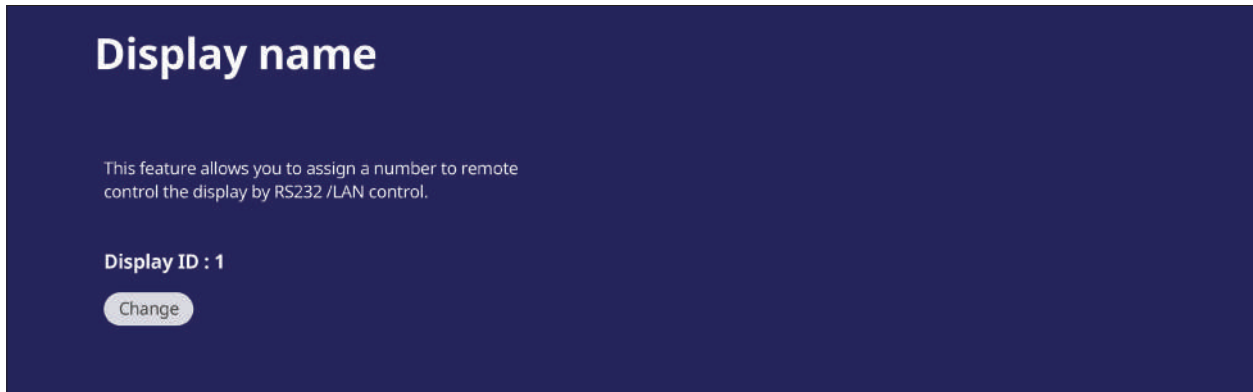 Display name
This feature allows you to assign a number to remote
control the display by RS232 /LAN control.
Display ID : 1
Change